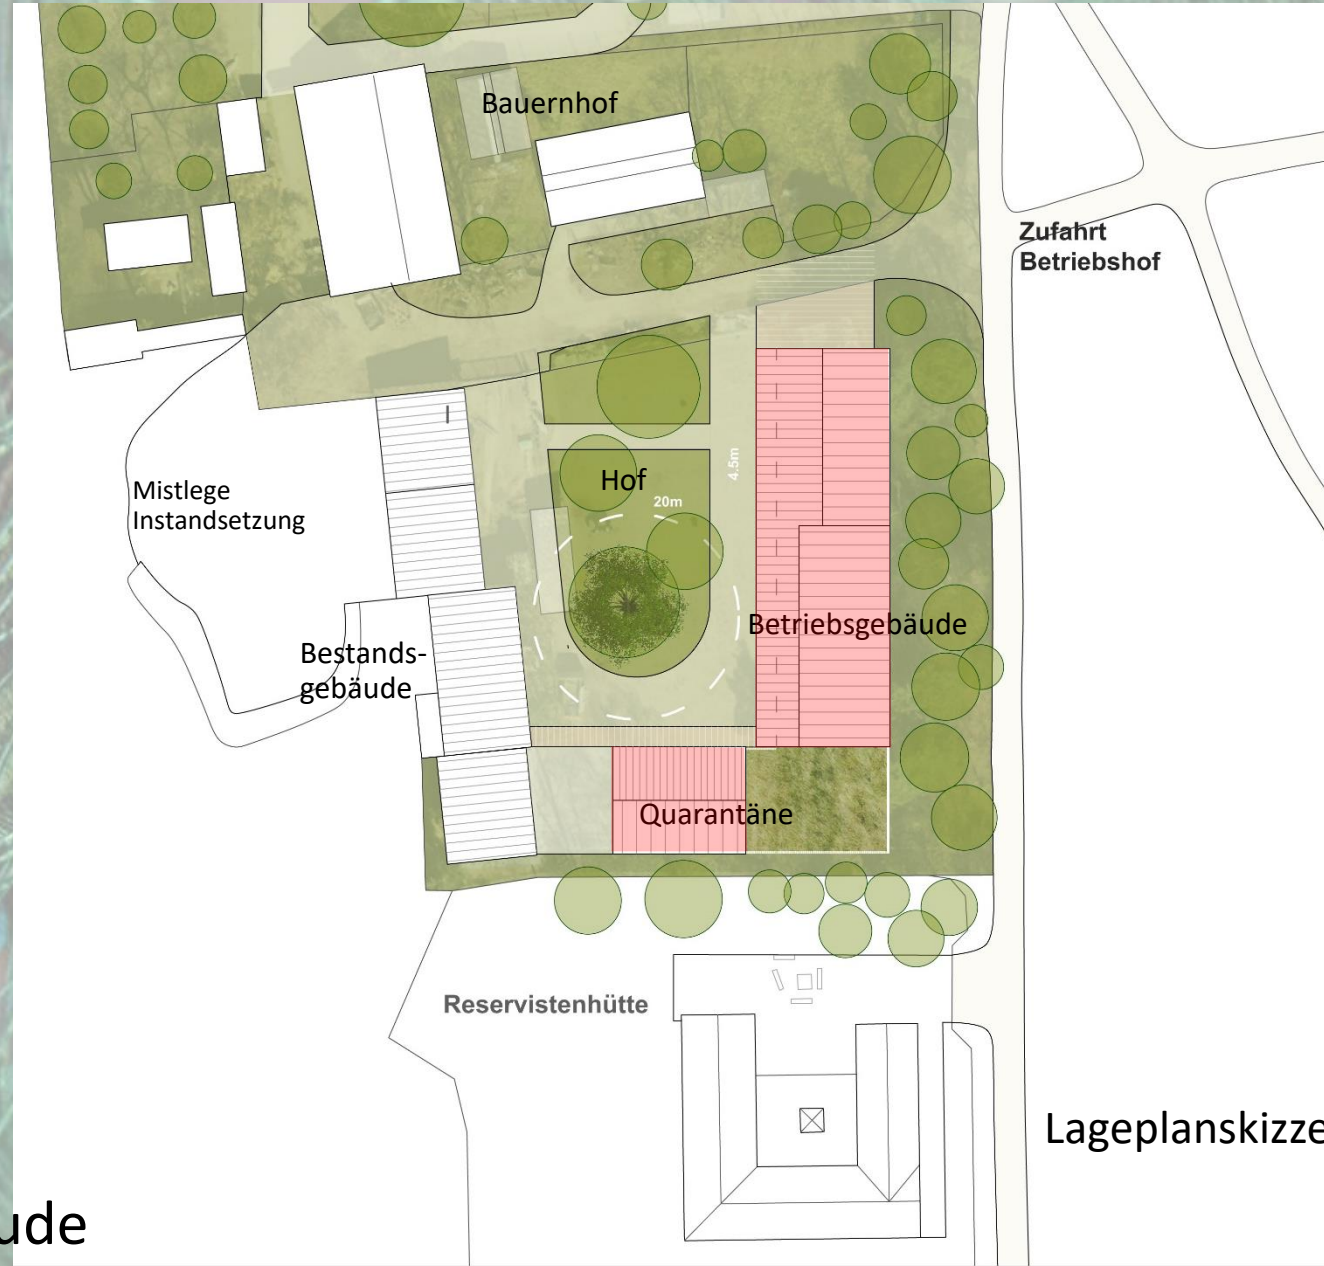 Bauernhof
Zufahrt
Betriebshof
Hof
4.5m
20m
Mistlege
Instandsetzung
Betriebsgebäude
Bestands-
gebäude
Quarantäne
Reservistenhütte
Lageplanskizze
ude